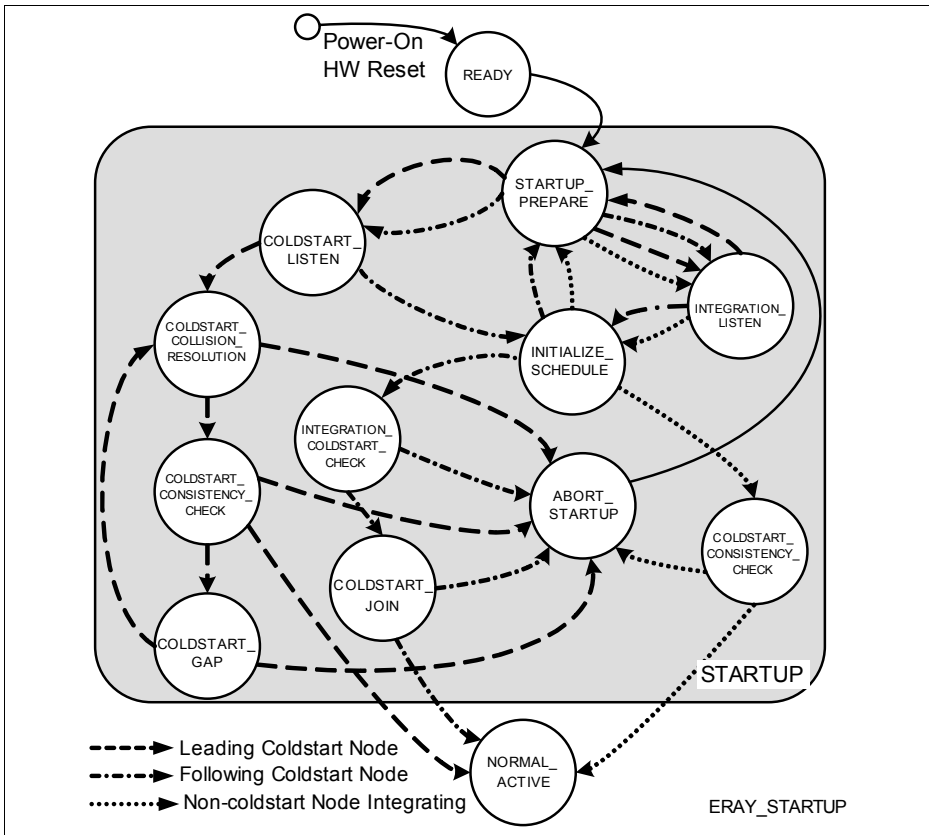 Power-On
HW Reset
READY
STARTUP_
PREPARE
COLDSTART_
LISTEN
INTEGRATION_
LISTEN
COLDSTART_
COLLISION_
RESOLUTION
INITIALIZE_
SCHEDULE
INTEGRATION_
COLDSTART_
CHECK
COLDSTART_
CONSISTENCY_
CHECK
ABORT_
STARTUP
COLDSTART_
CONSISTENCY_
CHECK
COLDSTART_
JOIN
COLDSTART_
GAP
STARTUP
Leading Coldstart Node
Following Coldstart Node
Non-coldstart Node Integrating
NORMAL_
ACTIVE
ERAY_STARTUP